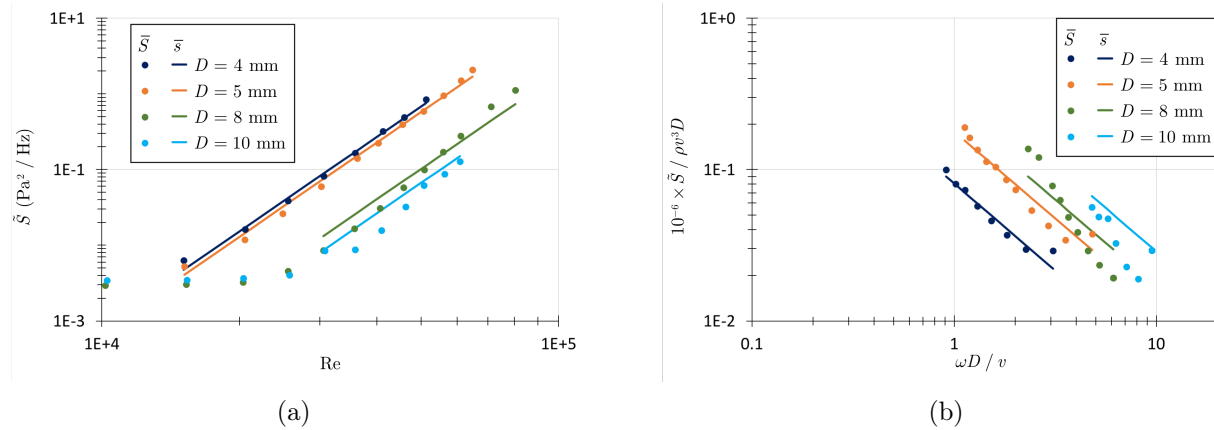 1E+1
S̅ s̅
D = 4 mm
D = 5 mm
D = 8 mm
D = 10 mm
1E-1
1E-3
1E+4
1E+5
S̃ (Pa² / Hz)
Re
(a)
1E+0
S̅ s̅
D = 4 mm
D = 5 mm
D = 8 mm
D = 10 mm
1E-1
1E-2
0.1
1
10
10⁻⁶ × S̃ / ρv³D
ωD / v
(b)